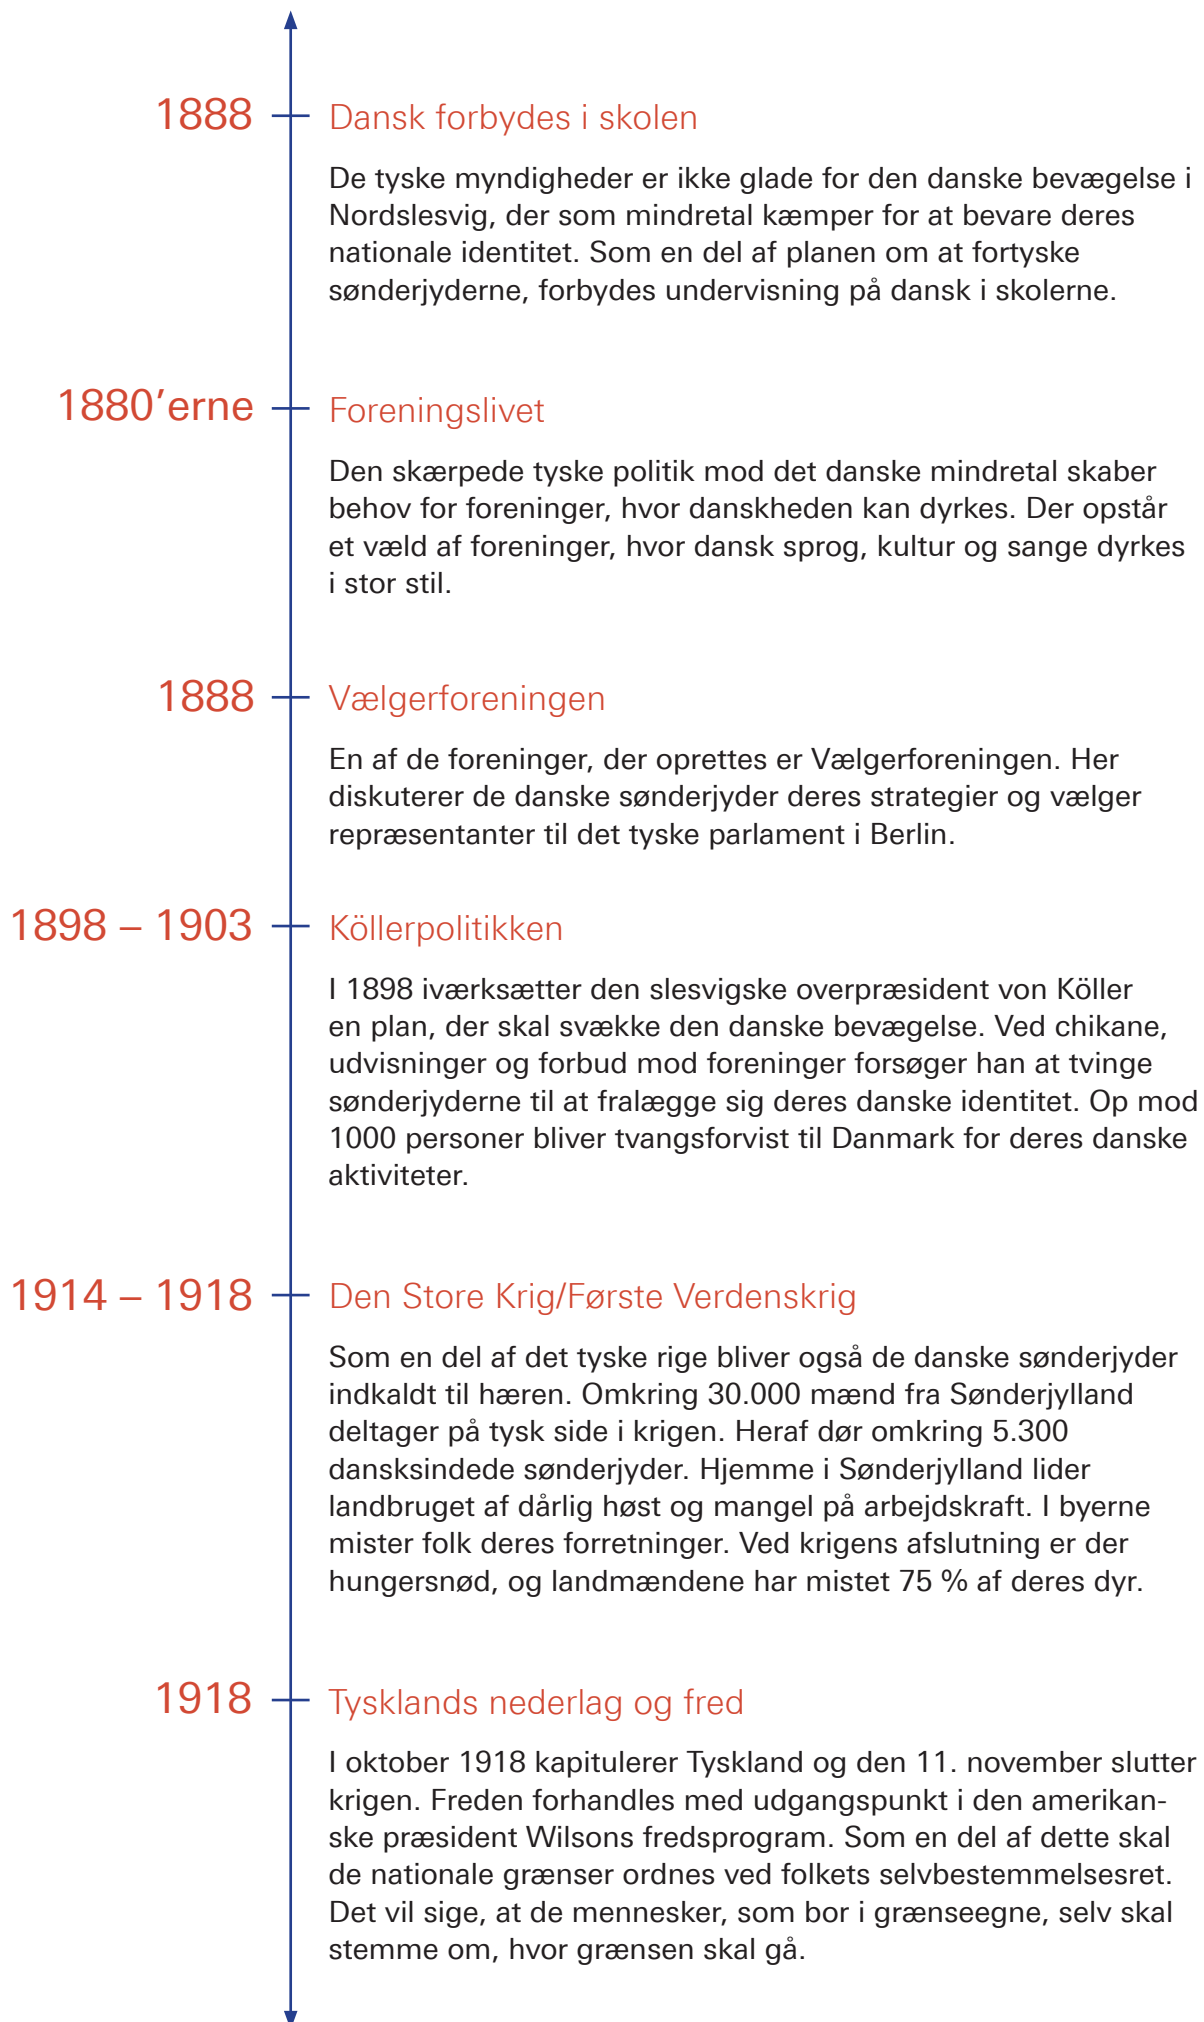 1888 Dansk forbydes i skolen
De tyske myndigheder er ikke glade for den danske bevægelse i
Nordslesvig, der som mindretal kæmper for at bevare deres
nationale identitet. Som en del af planen om at fortyske
sønderjyderne, forbydes undervisning på dansk i skolerne.
1880’erne Foreningslivet
Den skærpede tyske politik mod det danske mindretal skaber
behov for foreninger, hvor danskheden kan dyrkes. Der opstår
et væld af foreninger, hvor dansk sprog, kultur og sange dyrkes
i stor stil.
1888 Vælgerforeningen
En af de foreninger, der oprettes er Vælgerforeningen. Her
diskuterer de danske sønderjyder deres strategier og vælger
repræsentanter til det tyske parlament i Berlin.
1898 – 1903 Köllerpolitikken
I 1898 iværksætter den slesvigske overpræsident von Köller
en plan, der skal svække den danske bevægelse. Ved chikane,
udvisninger og forbud mod foreninger forsøger han at tvinge
sønderjyderne til at fralægge sig deres danske identitet. Op mod
1000 personer bliver tvangsforvist til Danmark for deres danske
aktiviteter.
1914 – 1918 Den Store Krig/Første Verdenskrig
Som en del af det tyske rige bliver også de danske sønderjyder
indkaldt til hæren. Omkring 30.000 mænd fra Sønderjylland
deltager på tysk side i krigen. Heraf dør omkring 5.300
dansksindede sønderjyder. Hjemme i Sønderjylland lider
landbruget af dårlig høst og mangel på arbejdskraft. I byerne
mister folk deres forretninger. Ved krigens afslutning er der
hungersnød, og landmændene har mistet 75 % af deres dyr.
1918 Tysklands nederlag og fred
I oktober 1918 kapitulerer Tyskland og den 11. november slutter
krigen. Freden forhandles med udgangspunkt i den amerikan-
ske præsident Wilsons fredsprogram. Som en del af dette skal
de nationale grænser ordnes ved folkets selvbestemmelsesret.
Det vil sige, at de mennesker, som bor i grænseegne, selv skal
stemme om, hvor grænsen skal gå.